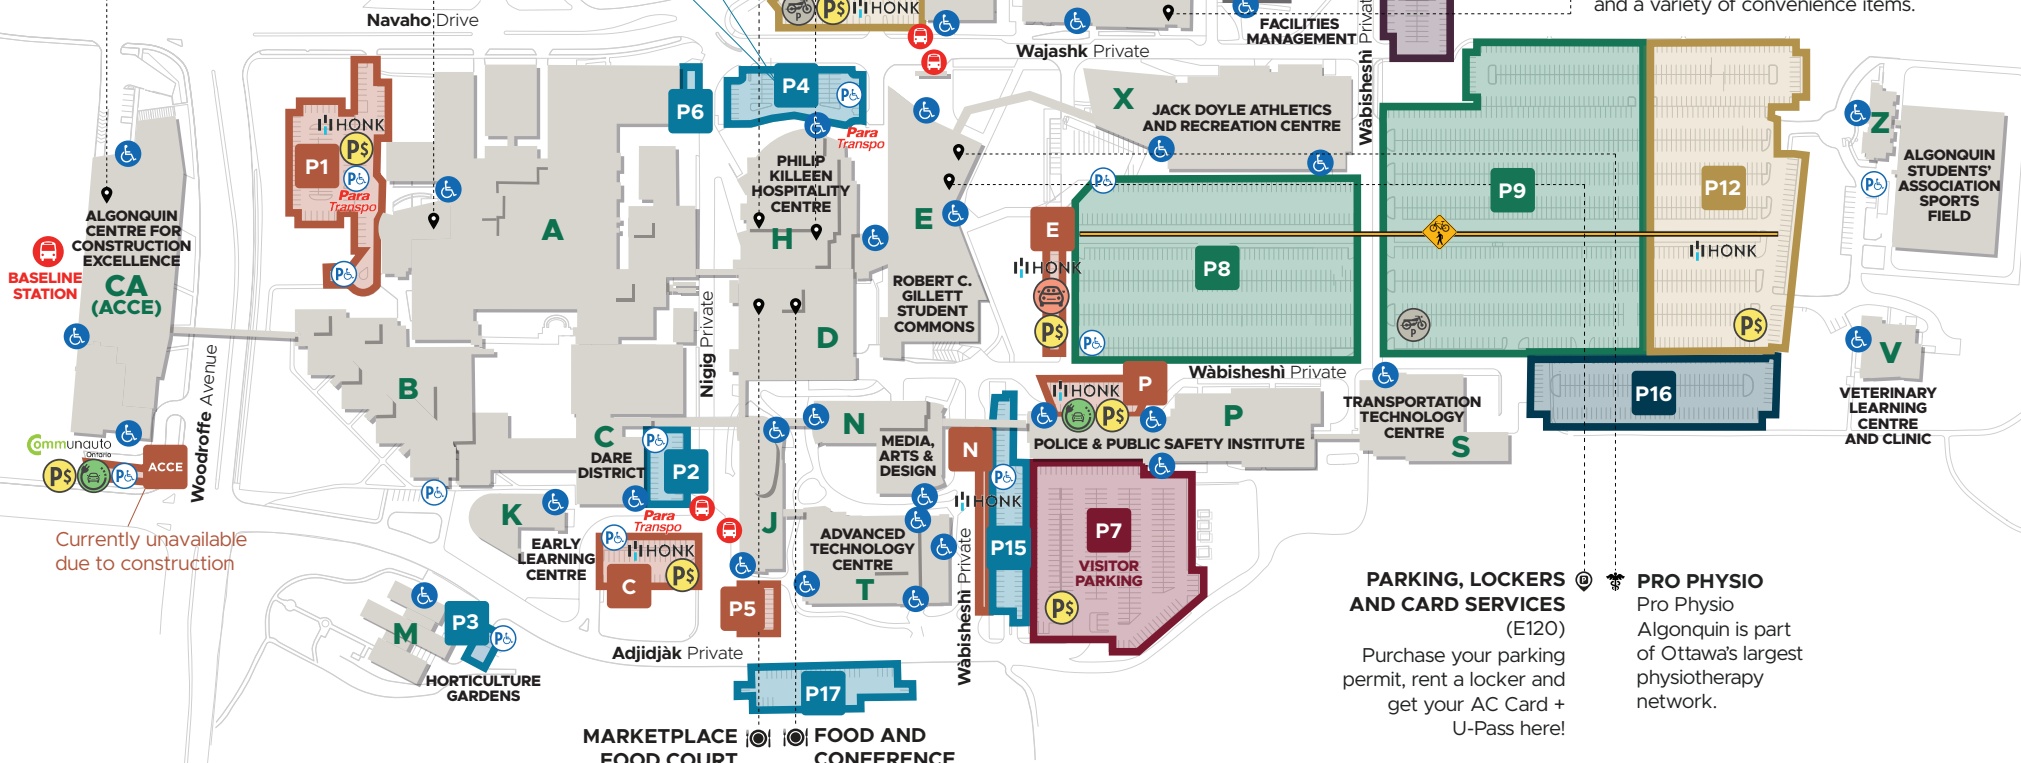 Navaho Drive
HONK
and a variety of convenience items.
FACILITIES
MANAGEMENT
Wajashk Private
Wàbisheshì Private
P1
HONK
P$
Para
Transpo
A
P6
P4
Para
Transpo
PHILIP
KILLEEN
HOSPITALITY
CENTRE
H
E
ROBERT C.
GILLETT
STUDENT
COMMONS
X
JACK DOYLE ATHLETICS
AND RECREATION CENTRE
E
HONK
P$
P8
P9
P
P12
HONK
P$
Z
ALGONQUIN
STUDENTS'
ASSOCIATION
SPORTS
FIELD
ALGONQUIN
CENTRE FOR
CONSTRUCTION
EXCELLENCE
CA
(ACCE)
BASELINE
STATION
Woodroffe Avenue
B
Nigig Private
D
Wàbisheshì Private
V
VETERINARY
LEARNING
CENTRE
AND CLINIC
P16
TRANSPORTATION
TECHNOLOGY
CENTRE
S
P
HONK
P$
P
POLICE & PUBLIC SAFETY INSTITUTE
N
MEDIA,
ARTS &
DESIGN
N
HONK
P15
P7
VISITOR
PARKING
P$
C
DARE
DISTRICT
P2
Para
Transpo
Communauto
Ontario
P$
ACCE
Currently unavailable
due to construction
K
EARLY
LEARNING
CENTRE
HONK
P$
C
J
P5
ADVANCED
TECHNOLOGY
CENTRE
T
Wàbisheshì Private
M
P3
HORTICULTURE
GARDENS
Adjidjàk Private
P17
MARKETPLACE
FOOD COURT
FOOD AND
CONFERENCE
PARKING, LOCKERS
AND CARD SERVICES
(E120)
Purchase your parking
permit, rent a locker and
get your AC Card +
U-Pass here!
PRO PHYSIO
Pro Physio
Algonquin is part
of Ottawa's largest
physiotherapy
network.